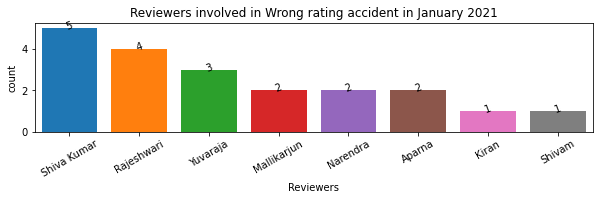 Reviewers involved in Wrong rating accident in January 2021
count
4
2
0
5
4
3
2
2
2
1
1
Shiva Kumar
Rajeshwari
Yuvaraja
Mallikarjun
Narendra
Aparna
Kiran
Shivam
Reviewers